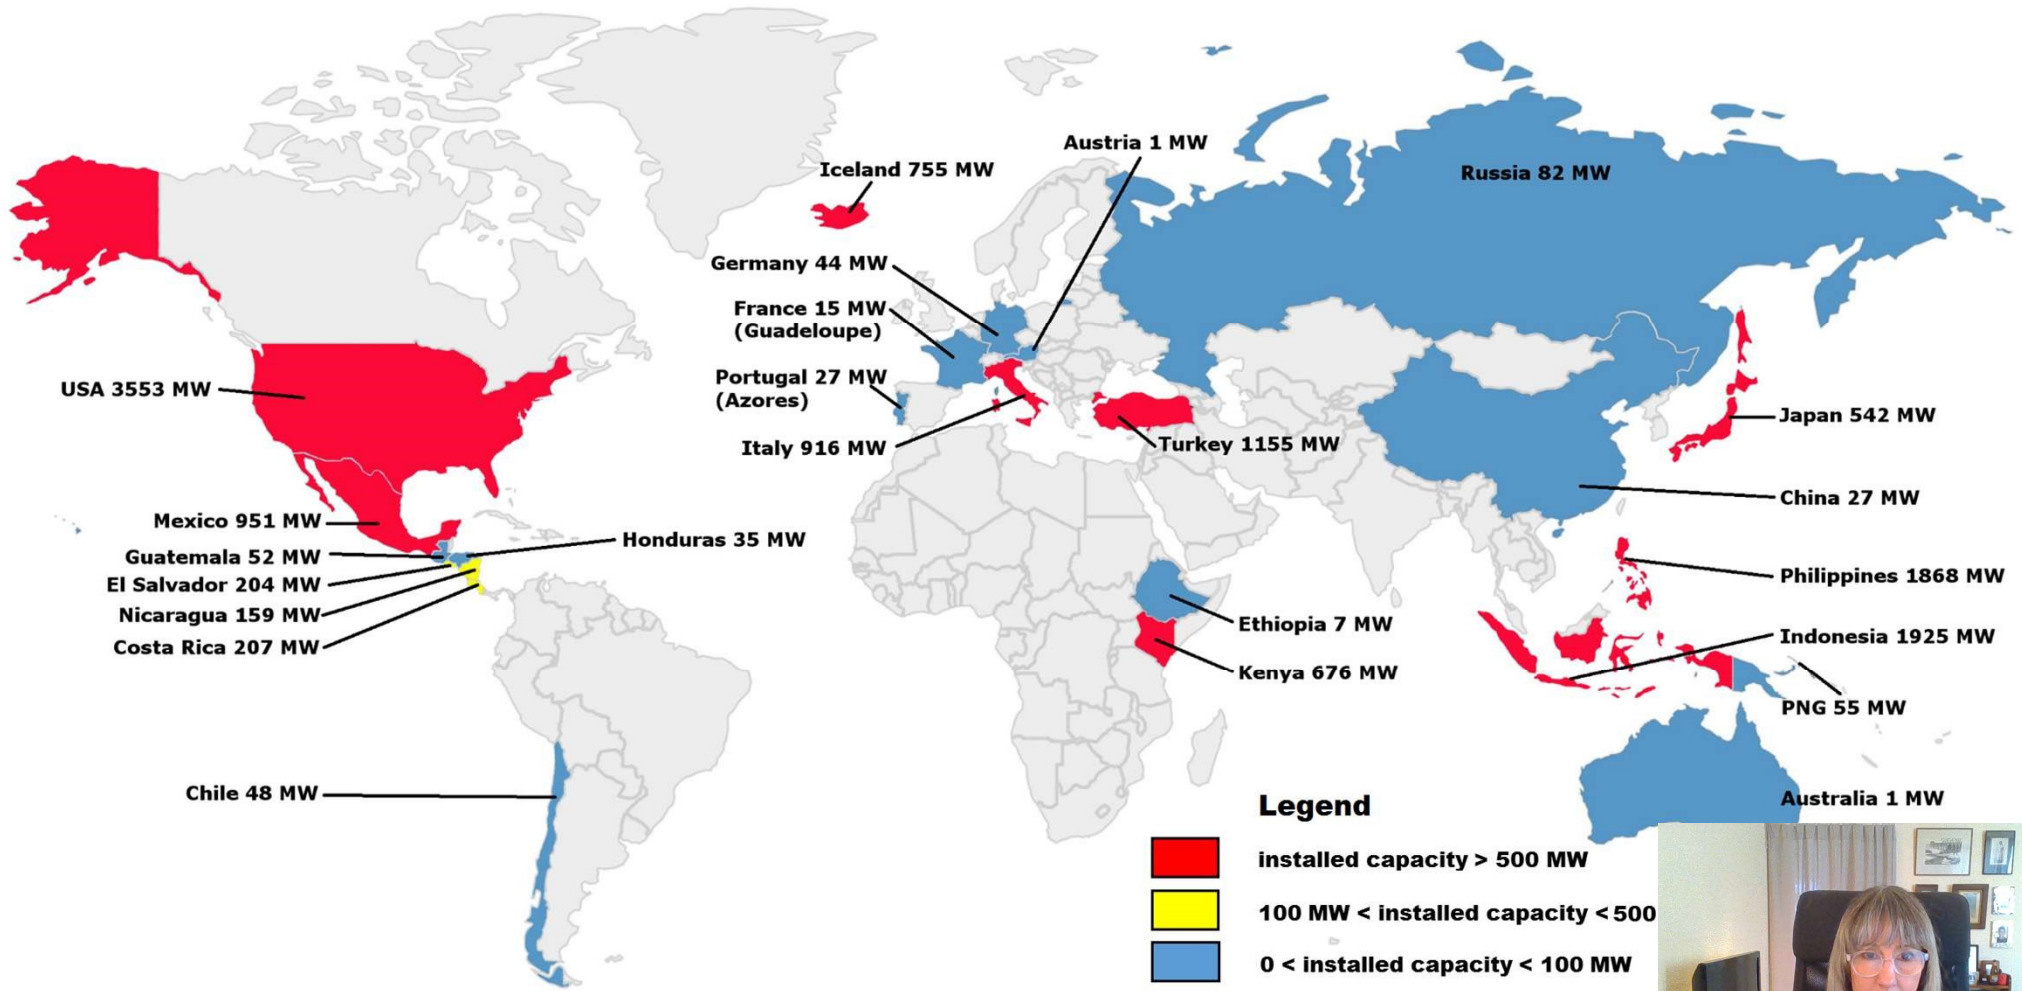 Austria 1 MW
Iceland 755 MW
Russia 82 MW
Germany 44 MW
France 15 MW
(Guadeloupe)
Portugal 27 MW
(Azores)
Italy 916 MW
Turkey 1155 MW
USA 3553 MW
Japan 542 MW
China 27 MW
Mexico 951 MW
Honduras 35 MW
Guatemala 52 MW
El Salvador 204 MW
Nicaragua 159 MW
Costa Rica 207 MW
Philippines 1868 MW
Ethiopia 7 MW
Indonesia 1925 MW
Kenya 676 MW
PNG 55 MW
Chile 48 MW
Australia 1 MW
Legend
installed capacity > 500 MW
100 MW < installed capacity < 500
0 < installed capacity < 100 MW